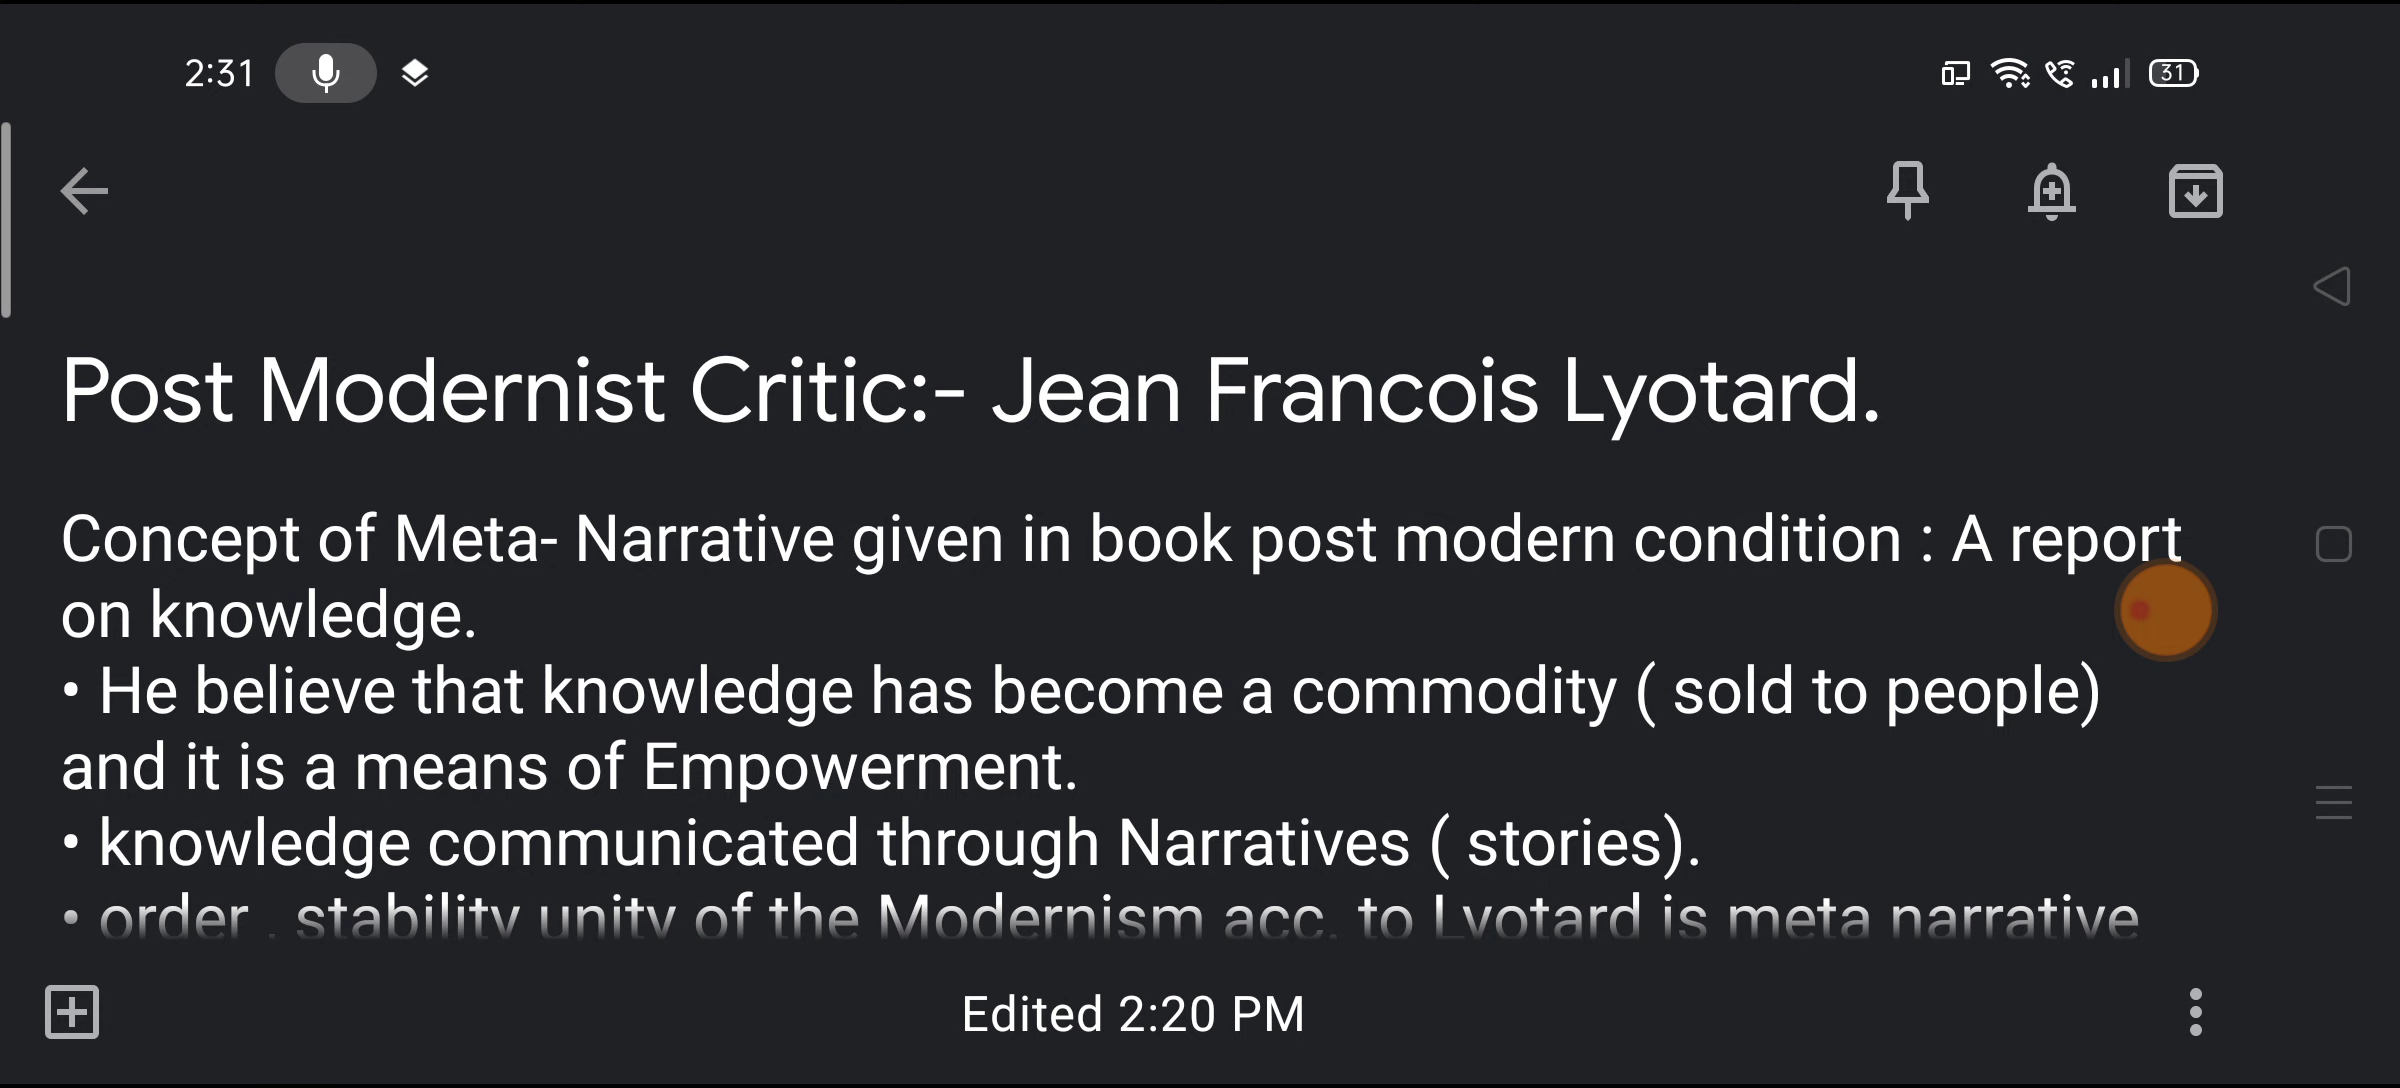 2:31
31
Post Modernist Critic:- Jean Francois Lyotard.
Concept of Meta- Narrative given in book post modern condition : A report
on knowledge.
• He believe that knowledge has become a commodity ( sold to people)
and it is a means of Empowerment.
• knowledge communicated through Narratives ( stories).
• order , stability unity of the Modernism acc. to Lyotard is meta narrative
Edited 2:20 PM